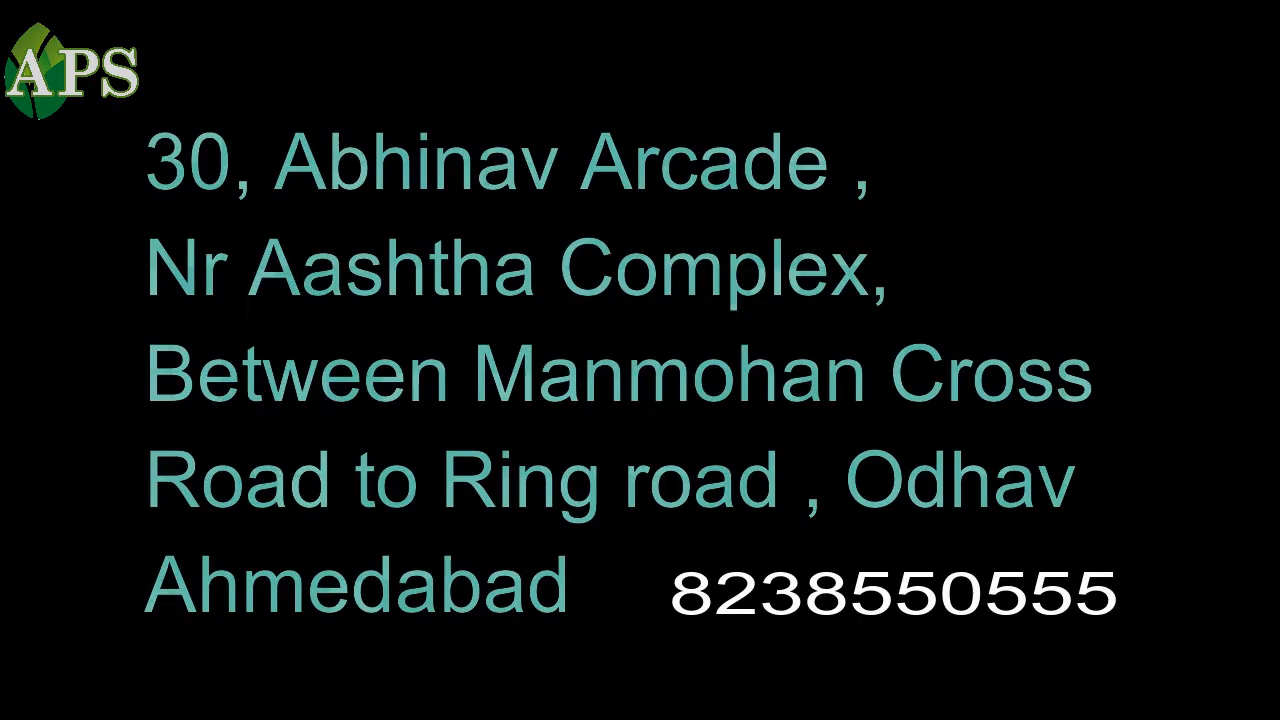 APS
30, Abhinav Arcade ,
Nr Aashtha Complex,
Between Manmohan Cross
Road to Ring road , Odhav
Ahmedabad 8238550555